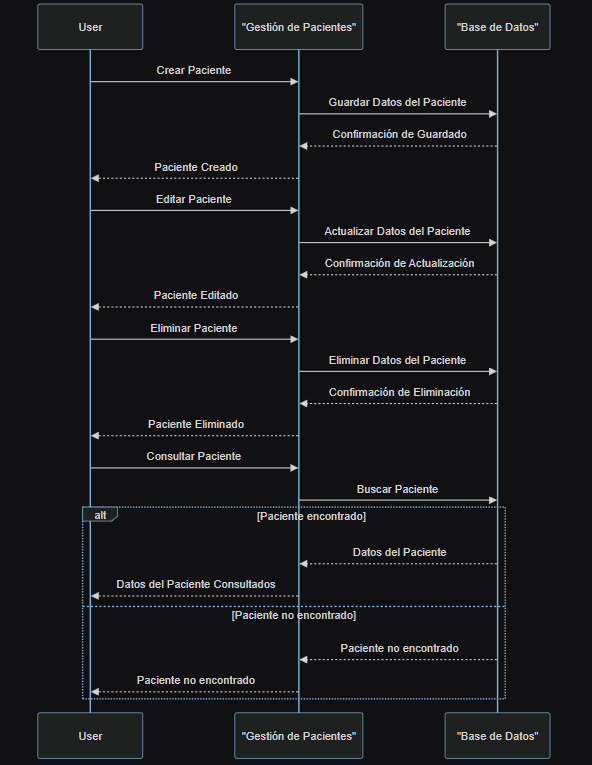 User
"Gestión de Pacientes"
"Base de Datos"
Crear Paciente
Guardar Datos del Paciente
Confirmación de Guardado
Paciente Creado
Editar Paciente
Actualizar Datos del Paciente
Confirmación de Actualización
Paciente Editado
Eliminar Paciente
Eliminar Datos del Paciente
Confirmación de Eliminación
Paciente Eliminado
Consultar Paciente
Buscar Paciente
alt
[Paciente encontrado]
Datos del Paciente
Datos del Paciente Consultados
[Paciente no encontrado]
Paciente no encontrado
Paciente no encontrado
User
"Gestión de Pacientes"
"Base de Datos"